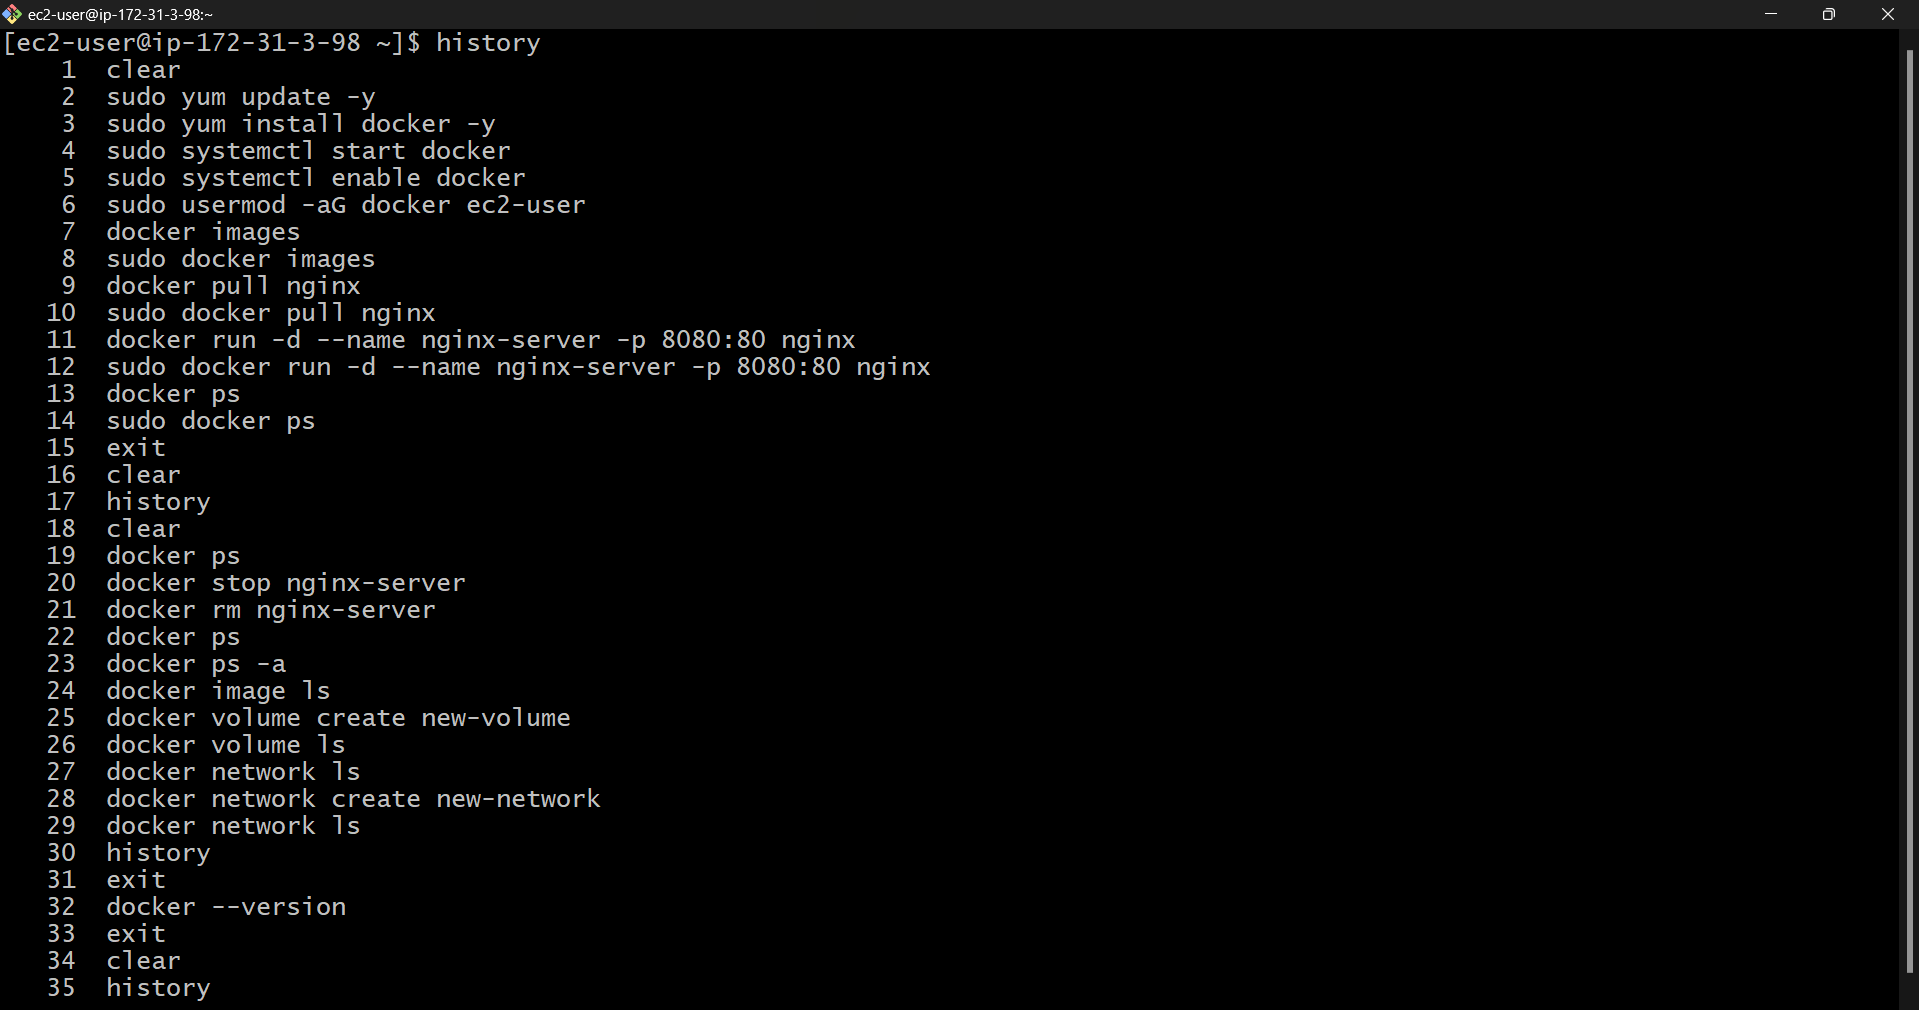 ec2-user@ip-172-31-3-98:~
[ec2-user@ip-172-31-3-98 ~]$ history
1 clear
2 sudo yum update -y
3 sudo yum install docker -y
4 sudo systemctl start docker
5 sudo systemctl enable docker
6 sudo usermod -aG docker ec2-user
7 docker images
8 sudo docker images
9 docker pull nginx
10 sudo docker pull nginx
11 docker run -d --name nginx-server -p 8080:80 nginx
12 sudo docker run -d --name nginx-server -p 8080:80 nginx
13 docker ps
14 sudo docker ps
15 exit
16 clear
17 history
18 clear
19 docker ps
20 docker stop nginx-server
21 docker rm nginx-server
22 docker ps
23 docker ps -a
24 docker image ls
25 docker volume create new-volume
26 docker volume ls
27 docker network ls
28 docker network create new-network
29 docker network ls
30 history
31 exit
32 docker --version
33 exit
34 clear
35 history